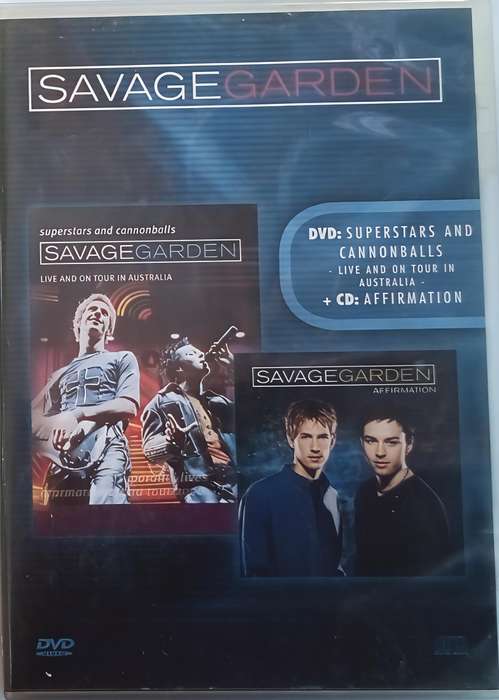 SAVAGEGARDEN
superstars and cannonballs
SAVAGEGARDEN
LIVE AND ON TOUR IN AUSTRALIA
DVD: SUPERSTARS AND
CANNONBALLS
- LIVE AND ON TOUR IN
AUSTRALIA -
+ CD: AFFIRMATION
SAVAGEGARDEN
AFFIRMATION
DVD
VIDEO